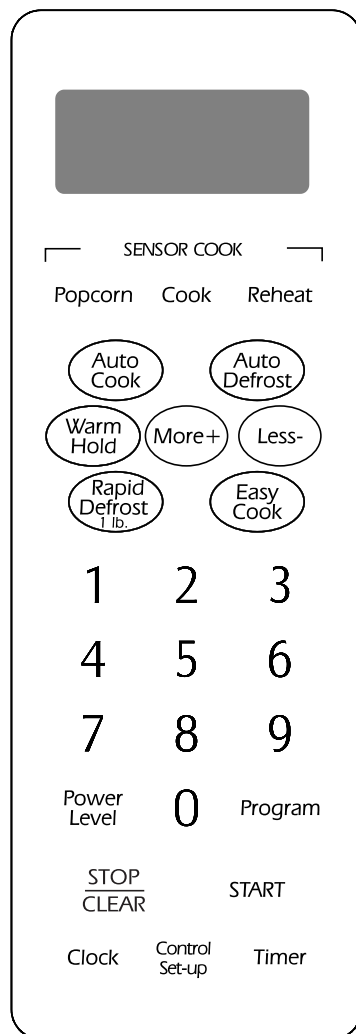 SENSOR COOK
Popcorn Cook Reheat
Auto
Cook
Auto
Defrost
Warm
Hold
More+
Less-
Rapid
Defrost
1 lb.
Easy
Cook
1 2 3
4 5 6
7 8 9
Power
Level
0
Program
STOP
CLEAR
START
Clock
Control
Set-up
Timer